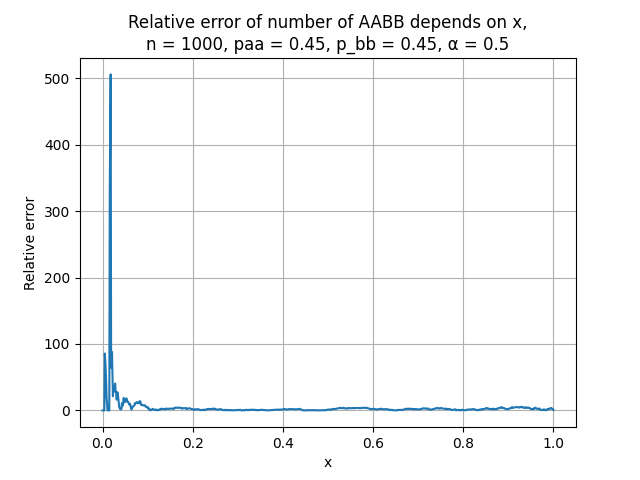 Relative error of number of AABB depends on x,
n = 1000, paa = 0.45, p_bb = 0.45, α = 0.5
500
400
300
200
100
0
Relative error
0.0 0.2 0.4 0.6 0.8 1.0
x